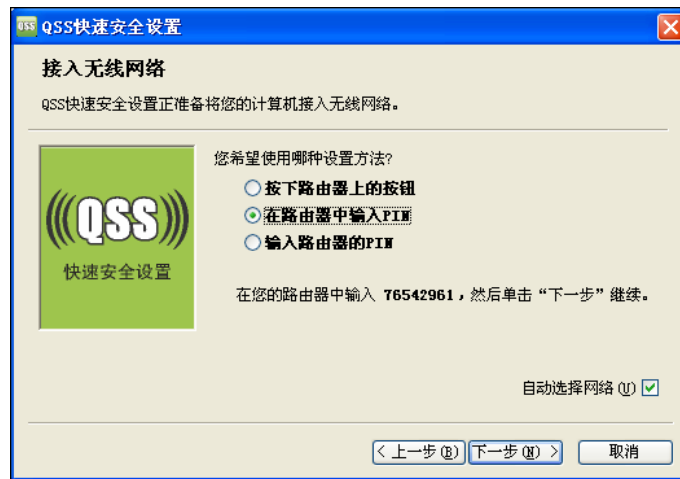 QSS快速安全设置
接入无线网络
QSS快速安全设置正准备将您的计算机接入无线网络。
您希望使用哪种设置方法?
按下路由器上的按钮
在路由器中输入PIN
输入路由器的PIN
(((QSS)))
快速安全设置
在您的路由器中输入 76542961，然后单击“下一步”继续。
自动选择网络(U)
< 上一步(B) 下一步(N) > 取消